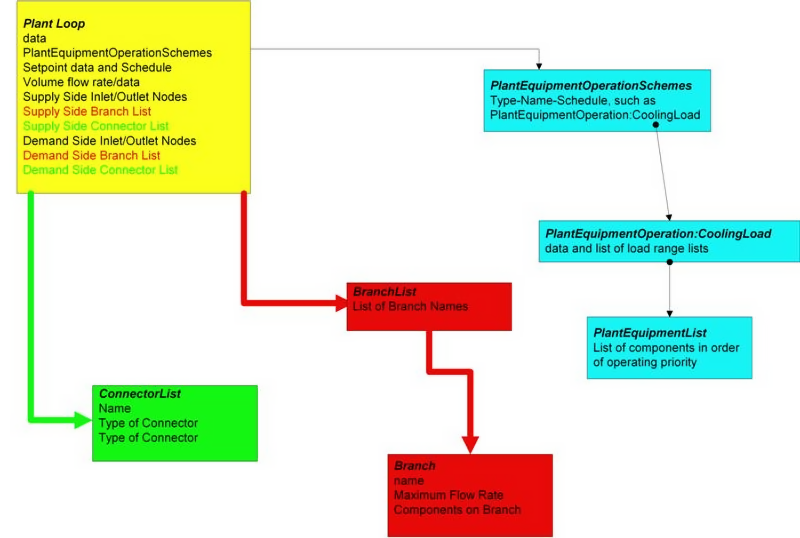 Plant Loop
data
PlantEquipmentOperationSchemes
Setpoint data and Schedule
Volume flow rate/data
Supply Side Inlet/Outlet Nodes
Supply Side Branch List
Supply Side Connector List
Demand Side Inlet/Outlet Nodes
Demand Side Branch List
Demand Side Connector List
PlantEquipmentOperationSchemes
Type-Name-Schedule, such as
PlantEquipmentOperation:CoolingLoad
PlantEquipmentOperation:CoolingLoad
data and list of load range lists
BranchList
List of Branch Names
PlantEquipmentList
List of components in order
of operating priority
ConnectorList
Name
Type of Connector
Type of Connector
Branch
name
Maximum Flow Rate
Components on Branch